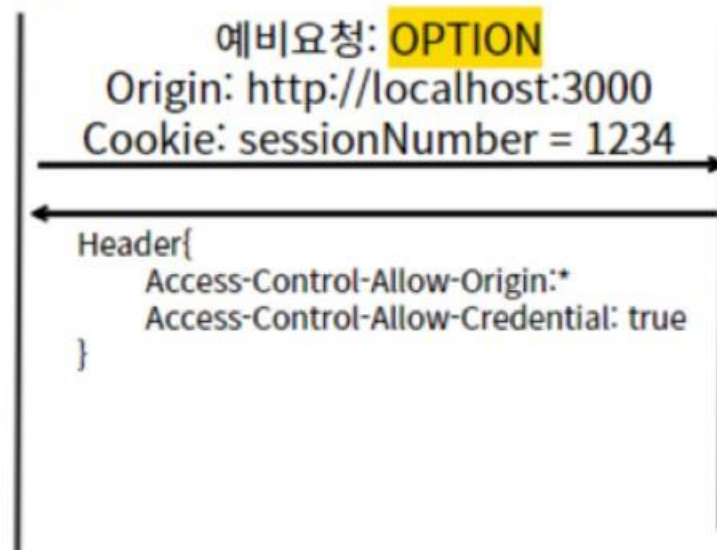 예비요청: OPTION
Origin: http://localhost:3000
Cookie: sessionNumber = 1234
Header{
Access-Control-Allow-Origin:*
Access-Control-Allow-Credential: true
}